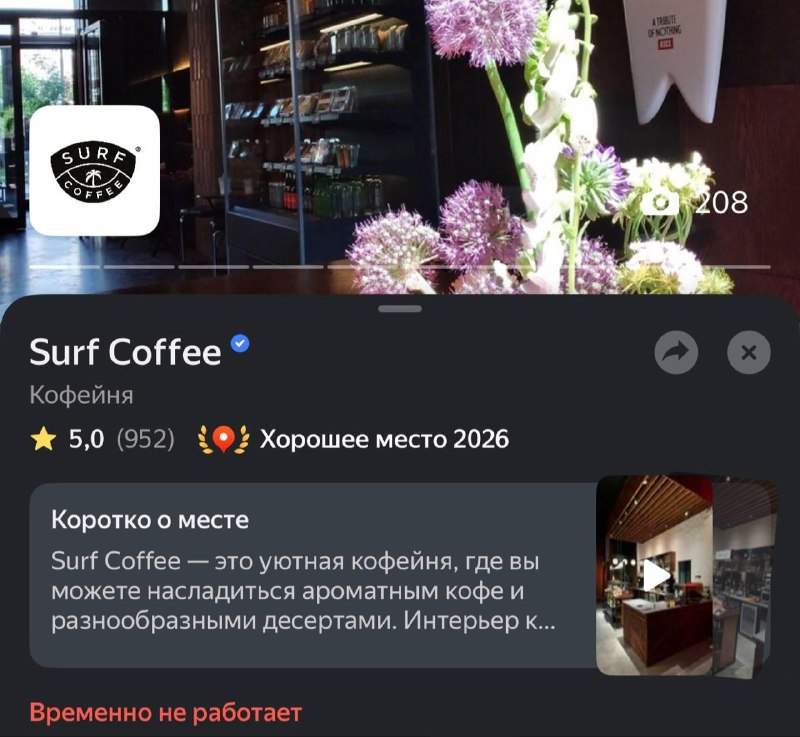 A TRIBUTE
SURF
COFFEE
208
Surf Coffee
Кофейня
5,0 (952) Хорошее место 2026
Коротко о месте
Surf Coffee — это уютная кофейня, где вы
можете насладиться ароматным кофе и
разнообразными десертами. Интерьер к...
Временно не работает